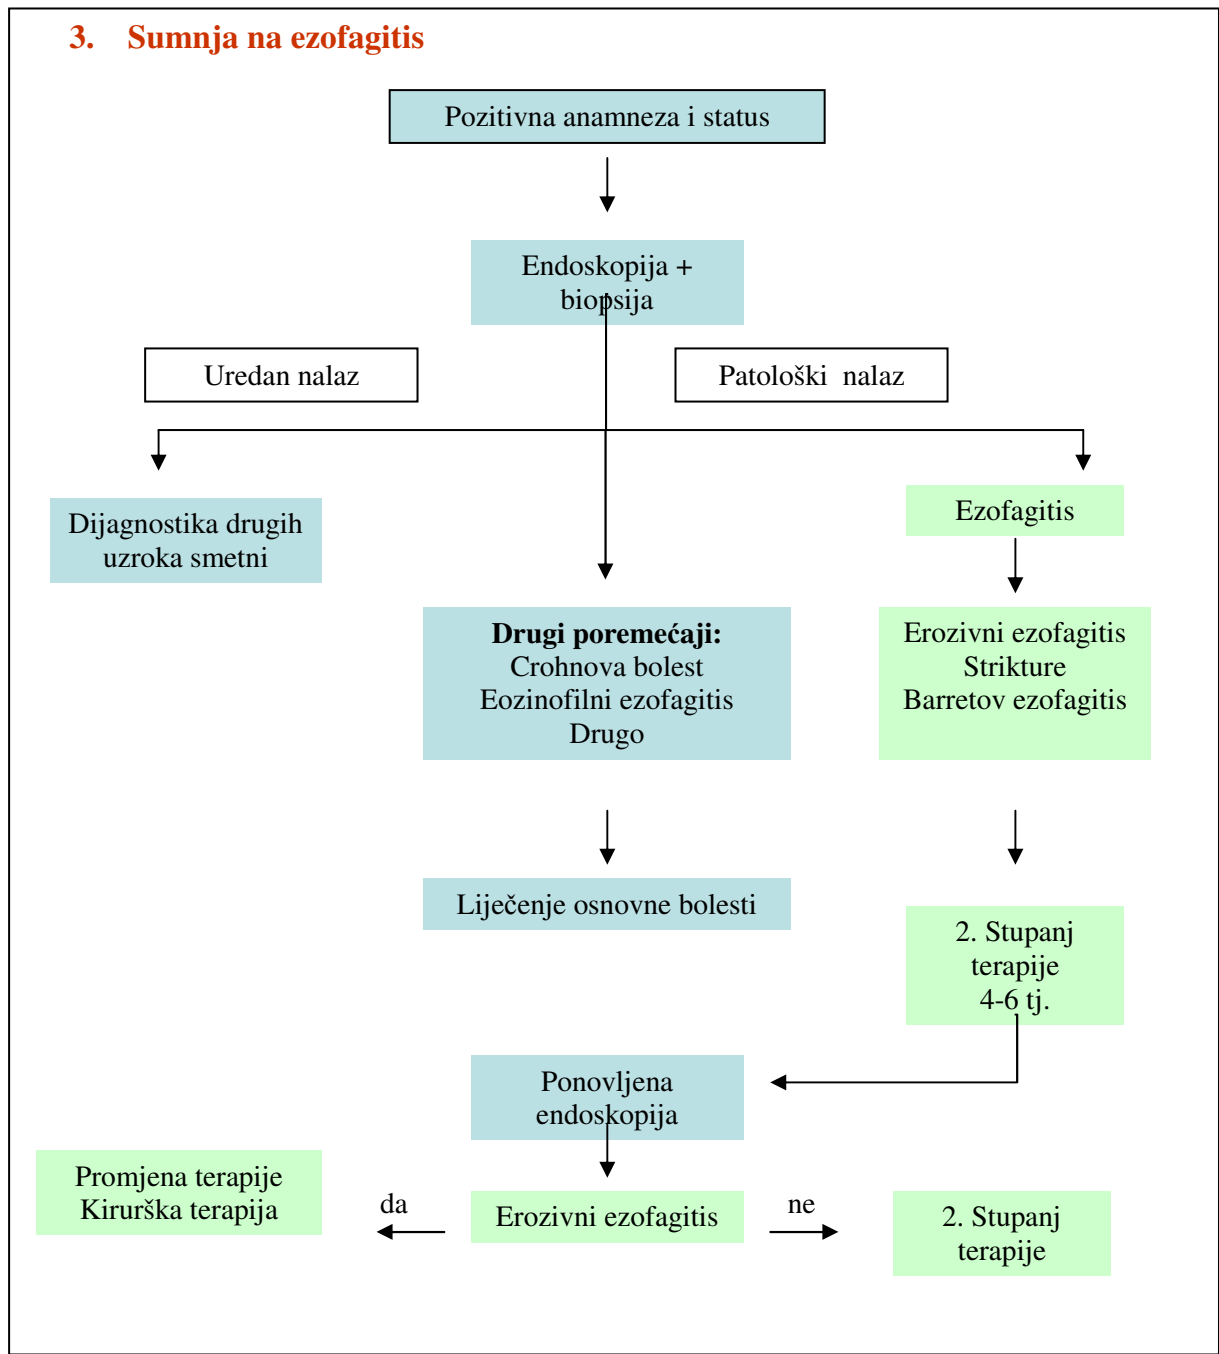 3. Sumnja na ezofagitis
Pozitivna anamneza i status
Endoskopija +
biopsija
Uredan nalaz
Patološki nalaz
Dijagnostika drugih
uzroka smetni
Ezofagitis
Drugi poremećaji:
Crohnova bolest
Eozinofilni ezofagitis
Drugo
Erozivni ezofagitis
Strikture
Barretov ezofagitis
Liječenje osnovne bolesti
2. Stupanj
terapije
4-6 tj.
Ponovljena
endoskopija
Promjena terapije
Kirurška terapija
da
Erozivni ezofagitis
ne
2. Stupanj
terapije